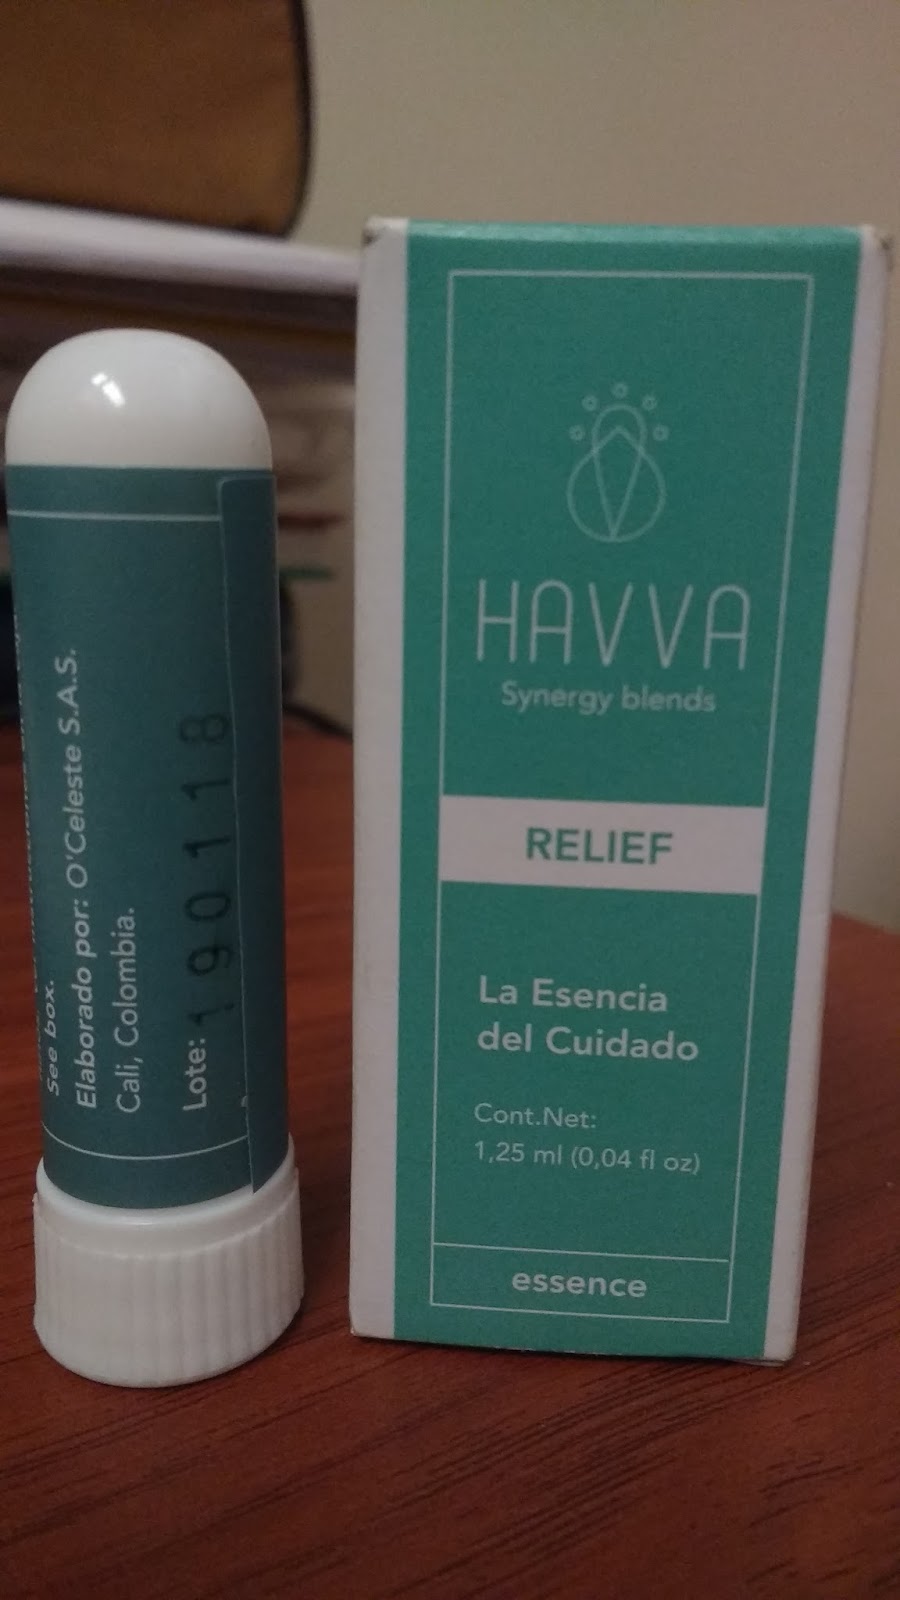 HAVVA
Synergy blends
RELIEF
La Esencia
del Cuidado
Cont.Net:
1,25 ml (0,04 fl oz)
essence
See box.
Elaborado por: O'Celeste S.A.S.
Cali, Colombia.
Lote: 190118